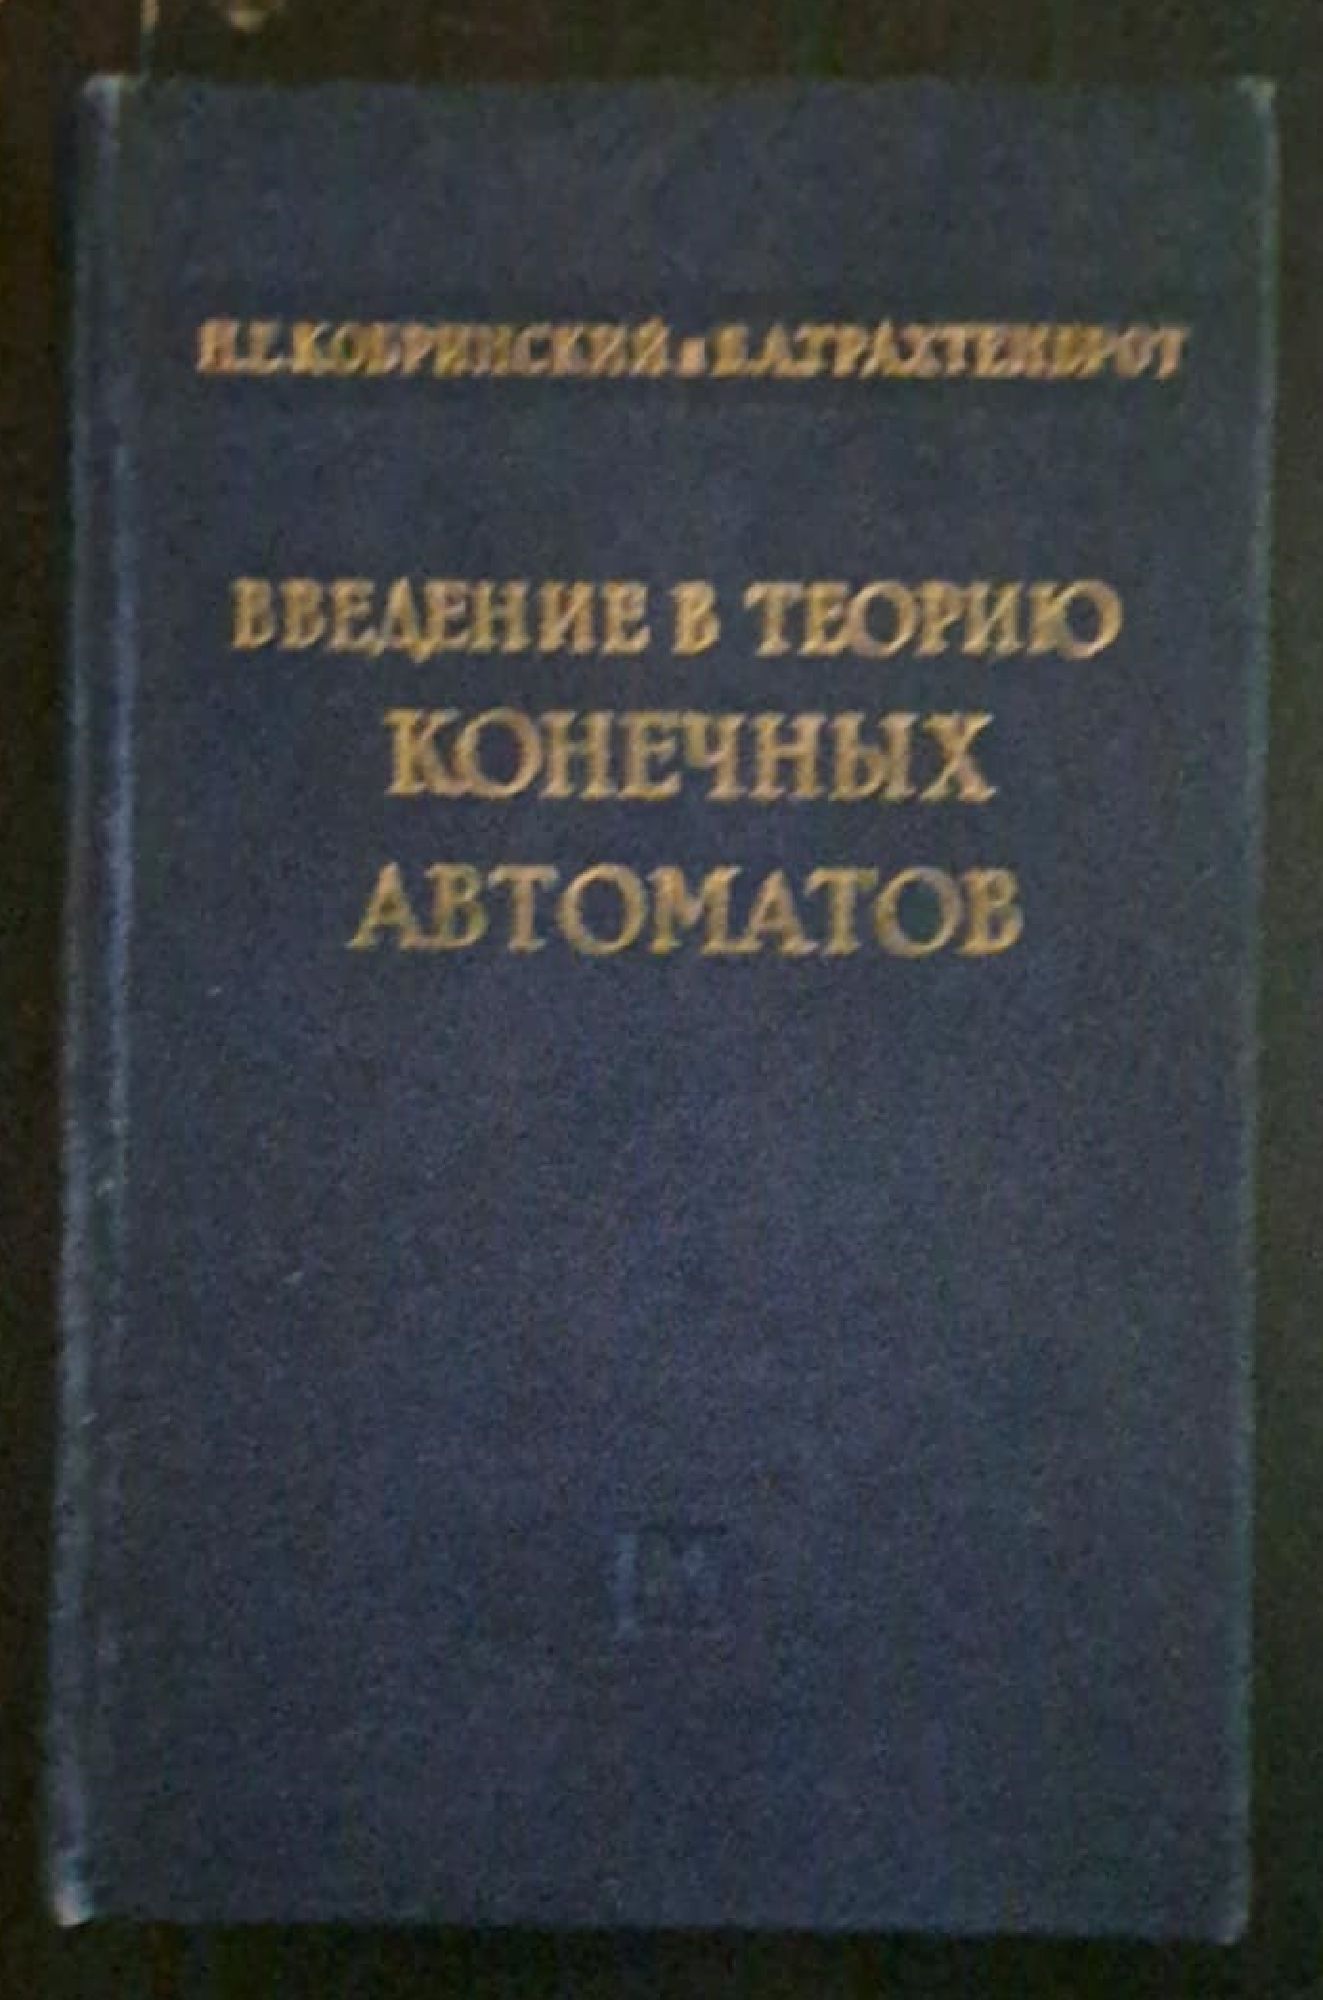 Н.Е.КОБРИНСКИЙ и Б.А.ТРАХТЕНБРОТ
ВВЕДЕНИЕ В ТЕОРИЮ
КОНЕЧНЫХ
АВТОМАТОВ